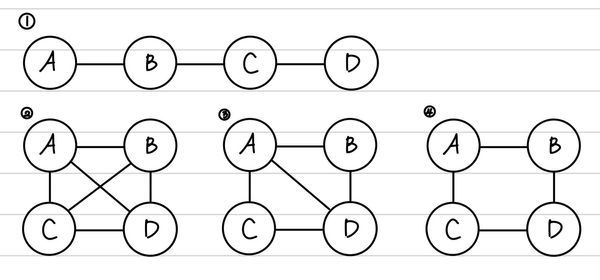 ①
A B C D
② ③ ④
A B A B A B
C D C D C D